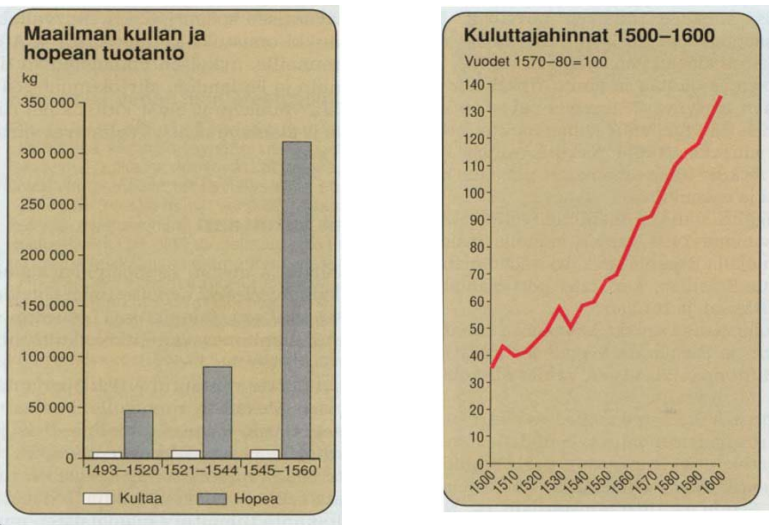 Maailman kullan ja
hopean tuotanto
kg
350 000
300 000
250 000
200 000
150 000
100 000
50 000
0
1493–1520 1521–1544 1545–1560
Kultaa Hopea
Kuluttajahinnat 1500–1600
Vuodet 1570–80=100
140
130
120
110
100
90
80
70
60
50
40
30
20
10
0
1500 1510 1520 1530 1540 1550 1560 1570 1580 1590 1600